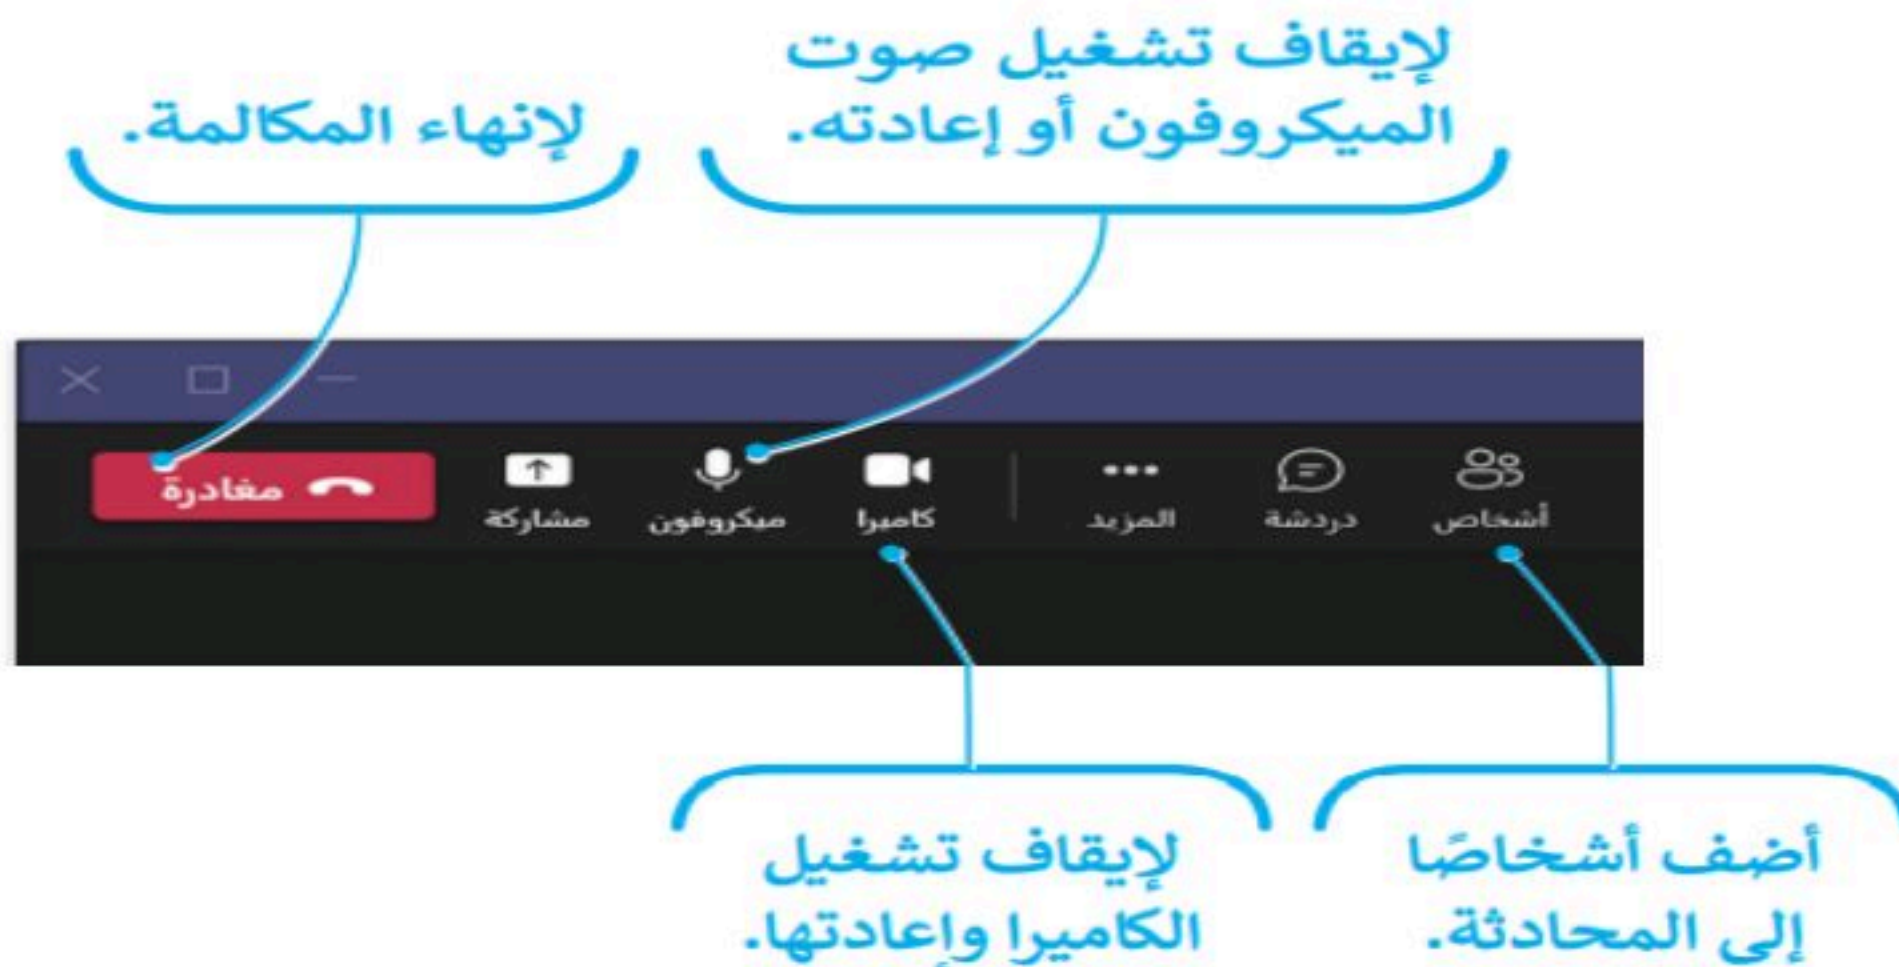 لإيقاف تشغيل صوت
الميكروفون أو إعادته.
لإنهاء المكالمة.
أشخاص
دردشة
المزيد
كاميرا
ميكروفون
مشاركة
مغادرة
أضف أشخاصًا
إلى المحادثة.
لإيقاف تشغيل
الكاميرا وإعادتها.